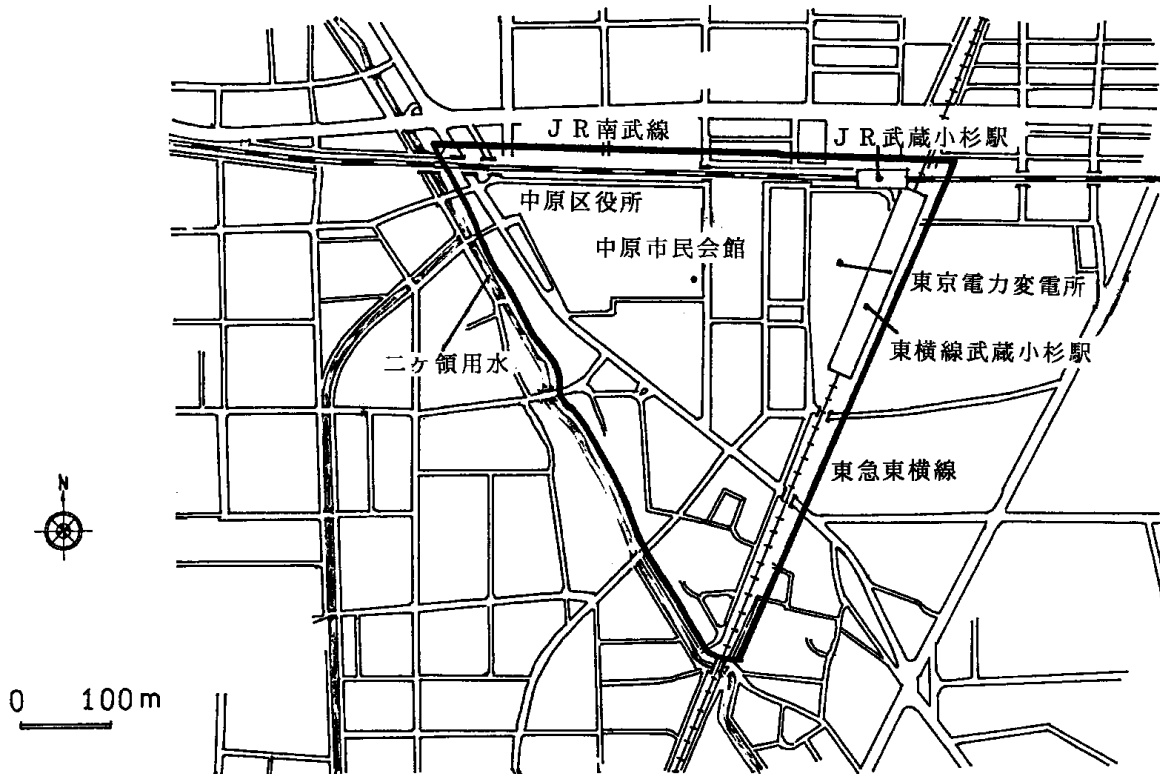 JR南武線
JR武蔵小杉駅
中原区役所
中原市民会館
東京電力変電所
東横線武蔵小杉駅
二ヶ領用水
東急東横線
N
0 100m